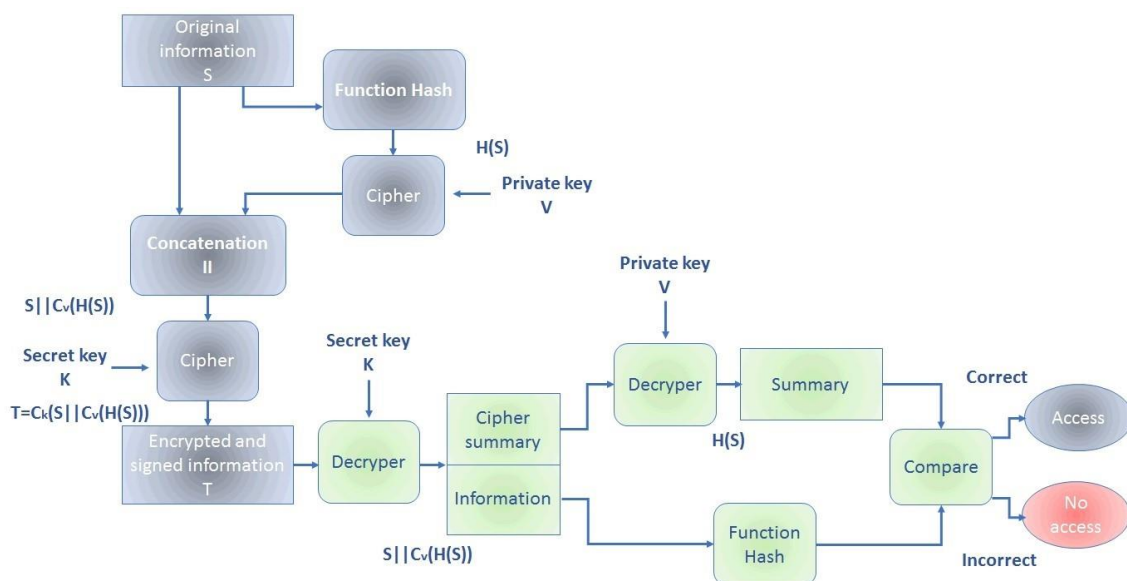 Original
information
S
Function Hash
H(S)
Cipher
Private key
V
Concatenation
II
S||Cv(H(S))
Secret key
K
Cipher
T=Ck(S||Cv(H(S)))
Encrypted and
signed information
T
Secret key
K
Decryper
Cipher
summary
Information
S||Cv(H(S))
Private key
V
Decryper
H(S)
Summary
Function
Hash
Compare
Correct
Access
No
access
Incorrect